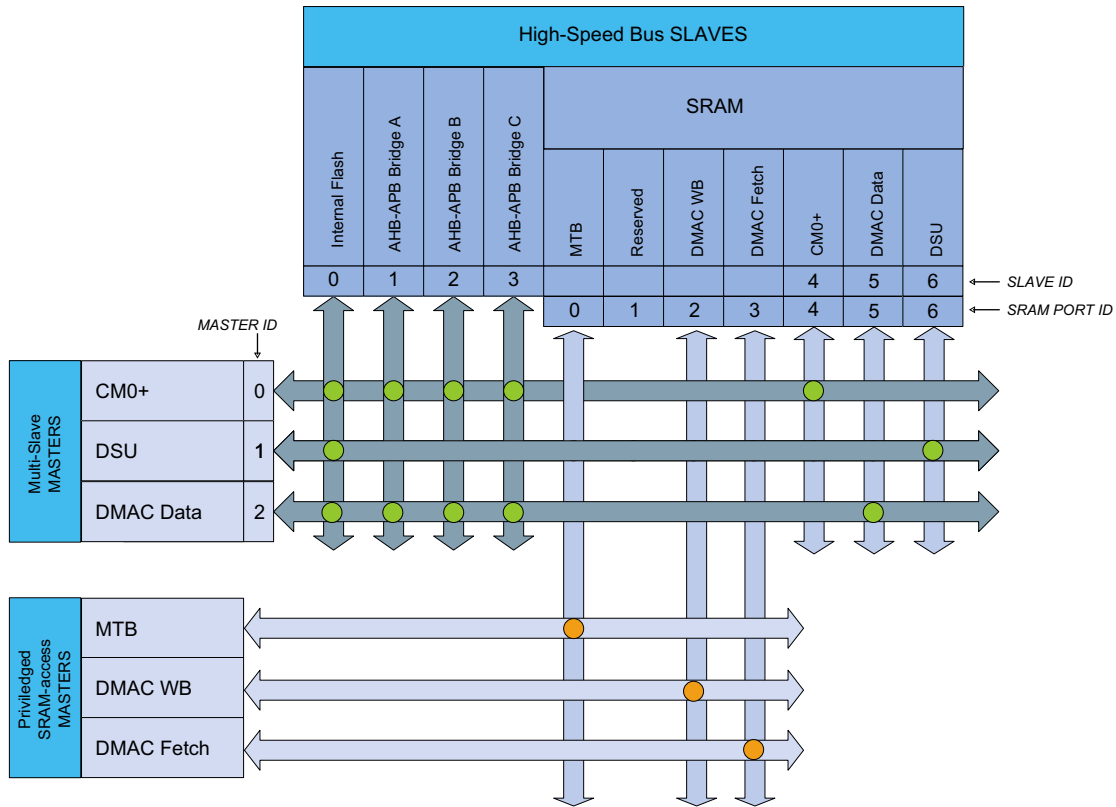 High-Speed Bus SLAVES
SRAM
Internal Flash
AHB-APB Bridge A
AHB-APB Bridge B
AHB-APB Bridge C
MTB
Reserved
DMAC WB
DMAC Fetch
CM0+
DMAC Data
DSU
0 1 2 3 4 5 6 SLAVE ID
0 1 2 3 4 5 6 SRAM PORT ID
MASTER ID
Multi-Slave
MASTERS
CM0+ 0
DSU 1
DMAC Data 2
Priviledged
SRAM-access
MASTERS
MTB
DMAC WB
DMAC Fetch